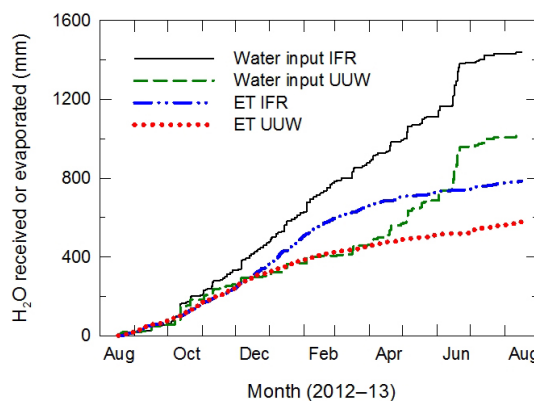 1600
1200
800
400
0
H₂O received or evaporated (mm)
Water input IFR
Water input UUW
ET IFR
ET UUW
Aug Oct Dec Feb Apr Jun Aug
Month (2012–13)